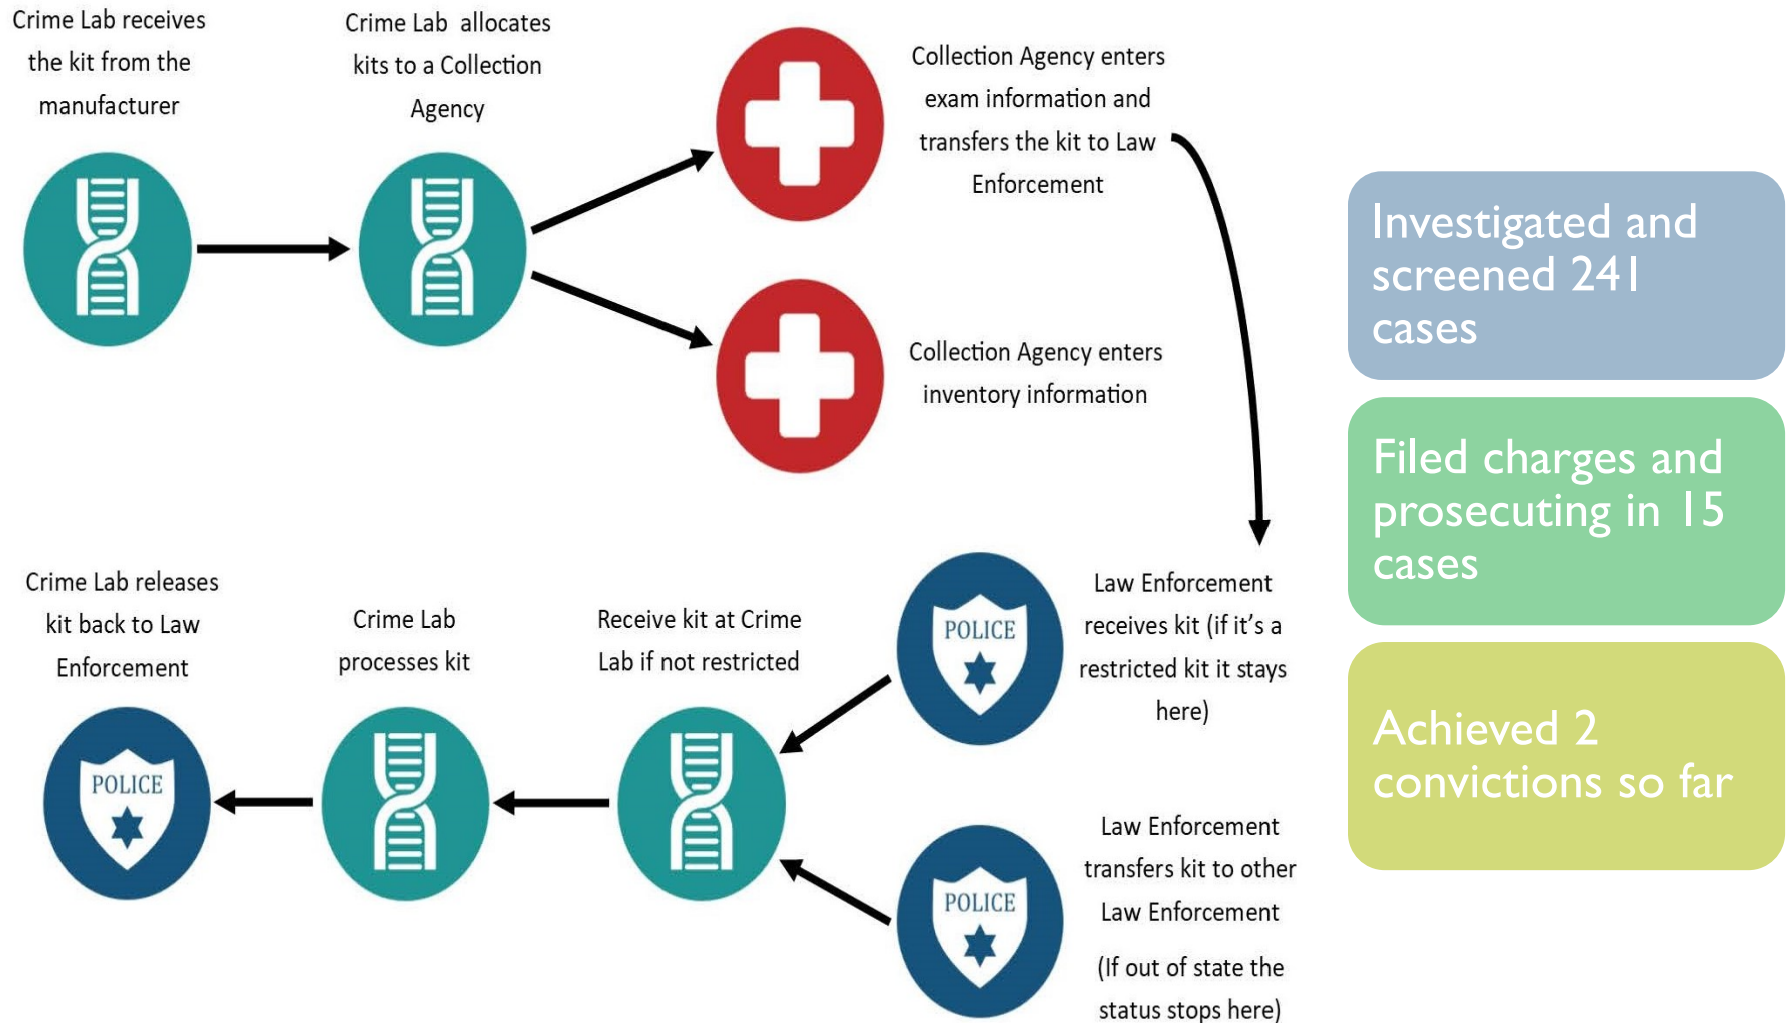 Crime Lab receives
the kit from the
manufacturer
Crime Lab allocates
kits to a Collection
Agency
Collection Agency enters
exam information and
transfers the kit to Law
Enforcement
Collection Agency enters
inventory information
Law Enforcement
receives kit (if it’s a
restricted kit it stays
here)
POLICE
Law Enforcement
transfers kit to other
Law Enforcement
(If out of state the
status stops here)
POLICE
Receive kit at Crime
Lab if not restricted
Crime Lab
processes kit
Crime Lab releases
kit back to Law
Enforcement
POLICE
Investigated and
screened 241
cases
Filed charges and
prosecuting in 15
cases
Achieved 2
convictions so far